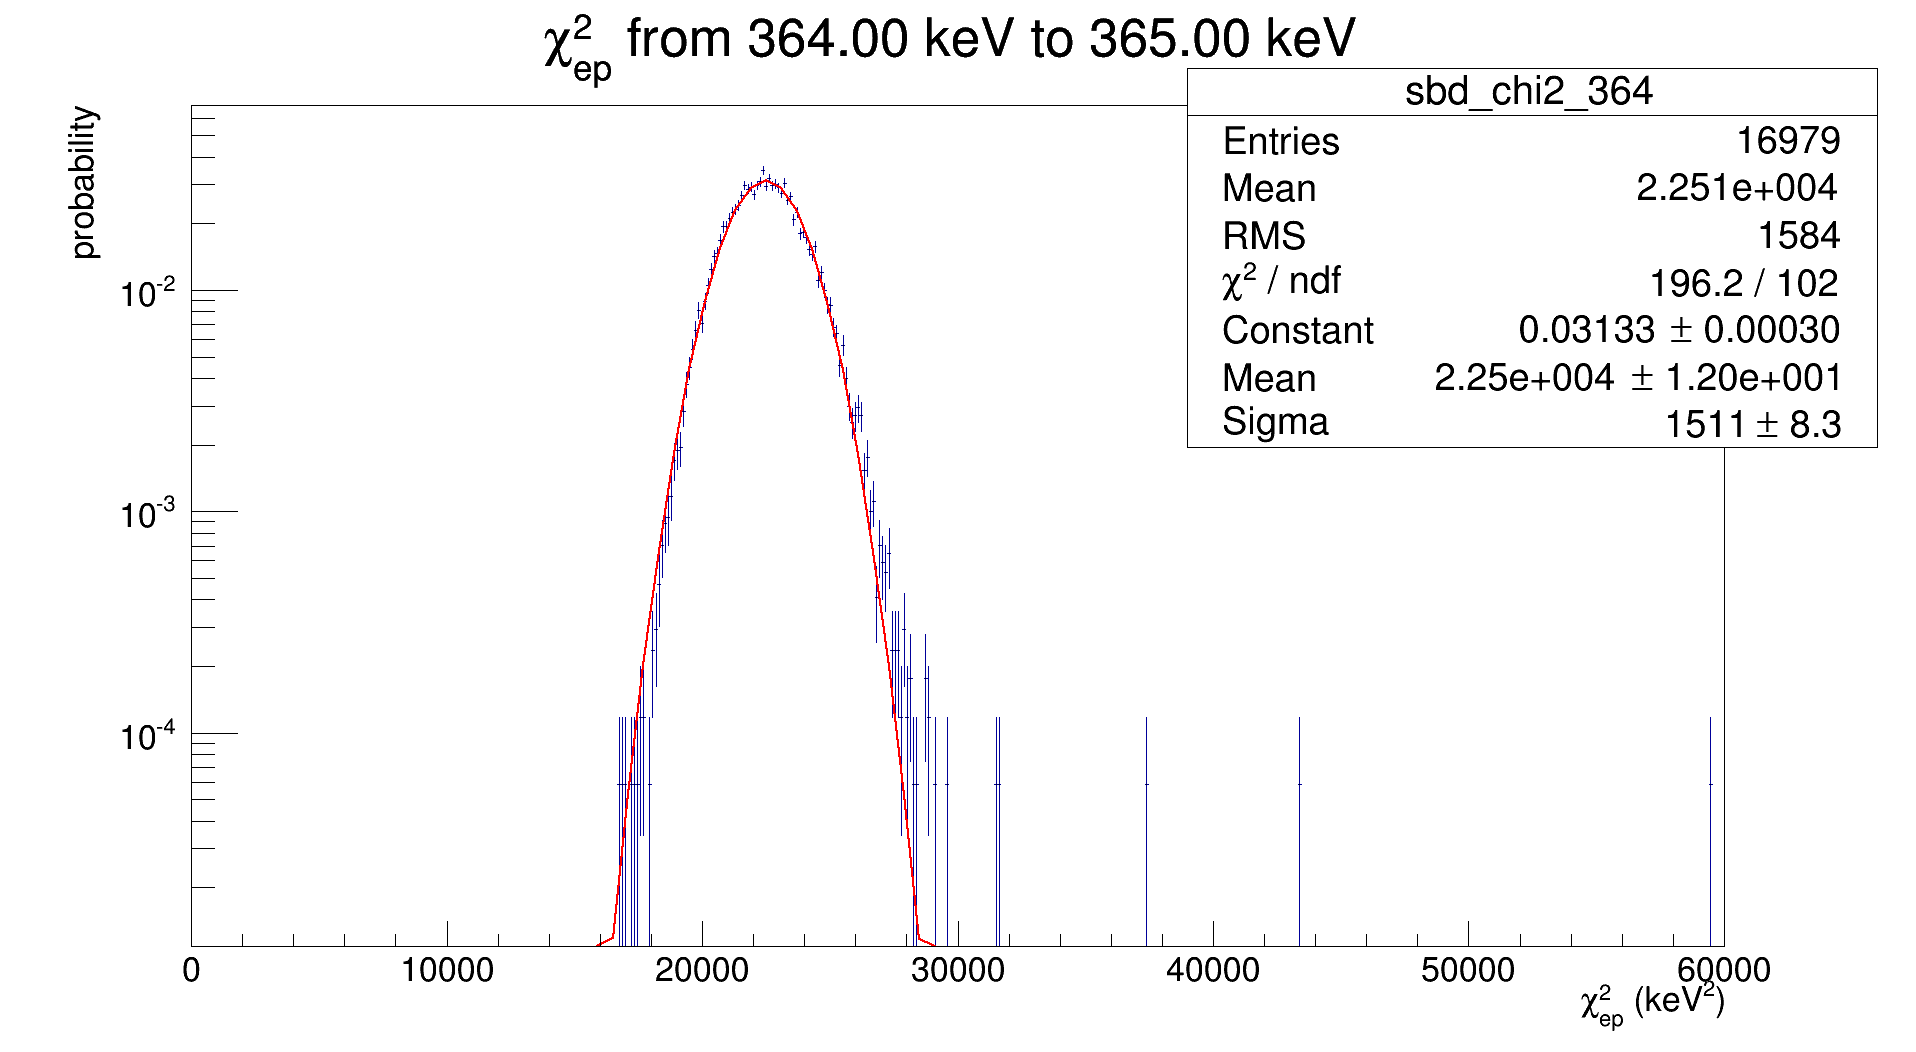 χ²ep from 364.00 keV to 365.00 keV
sbd_chi2_364
Entries 16979
Mean 2.251e+004
RMS 1584
χ² / ndf 196.2 / 102
Constant 0.03133 ± 0.00030
Mean 2.25e+004 ± 1.20e+001
Sigma 1511 ± 8.3
probability
10⁻²
10⁻³
10⁻⁴
0 10000 20000 30000 40000 50000 60000
χ²ep (keV²)